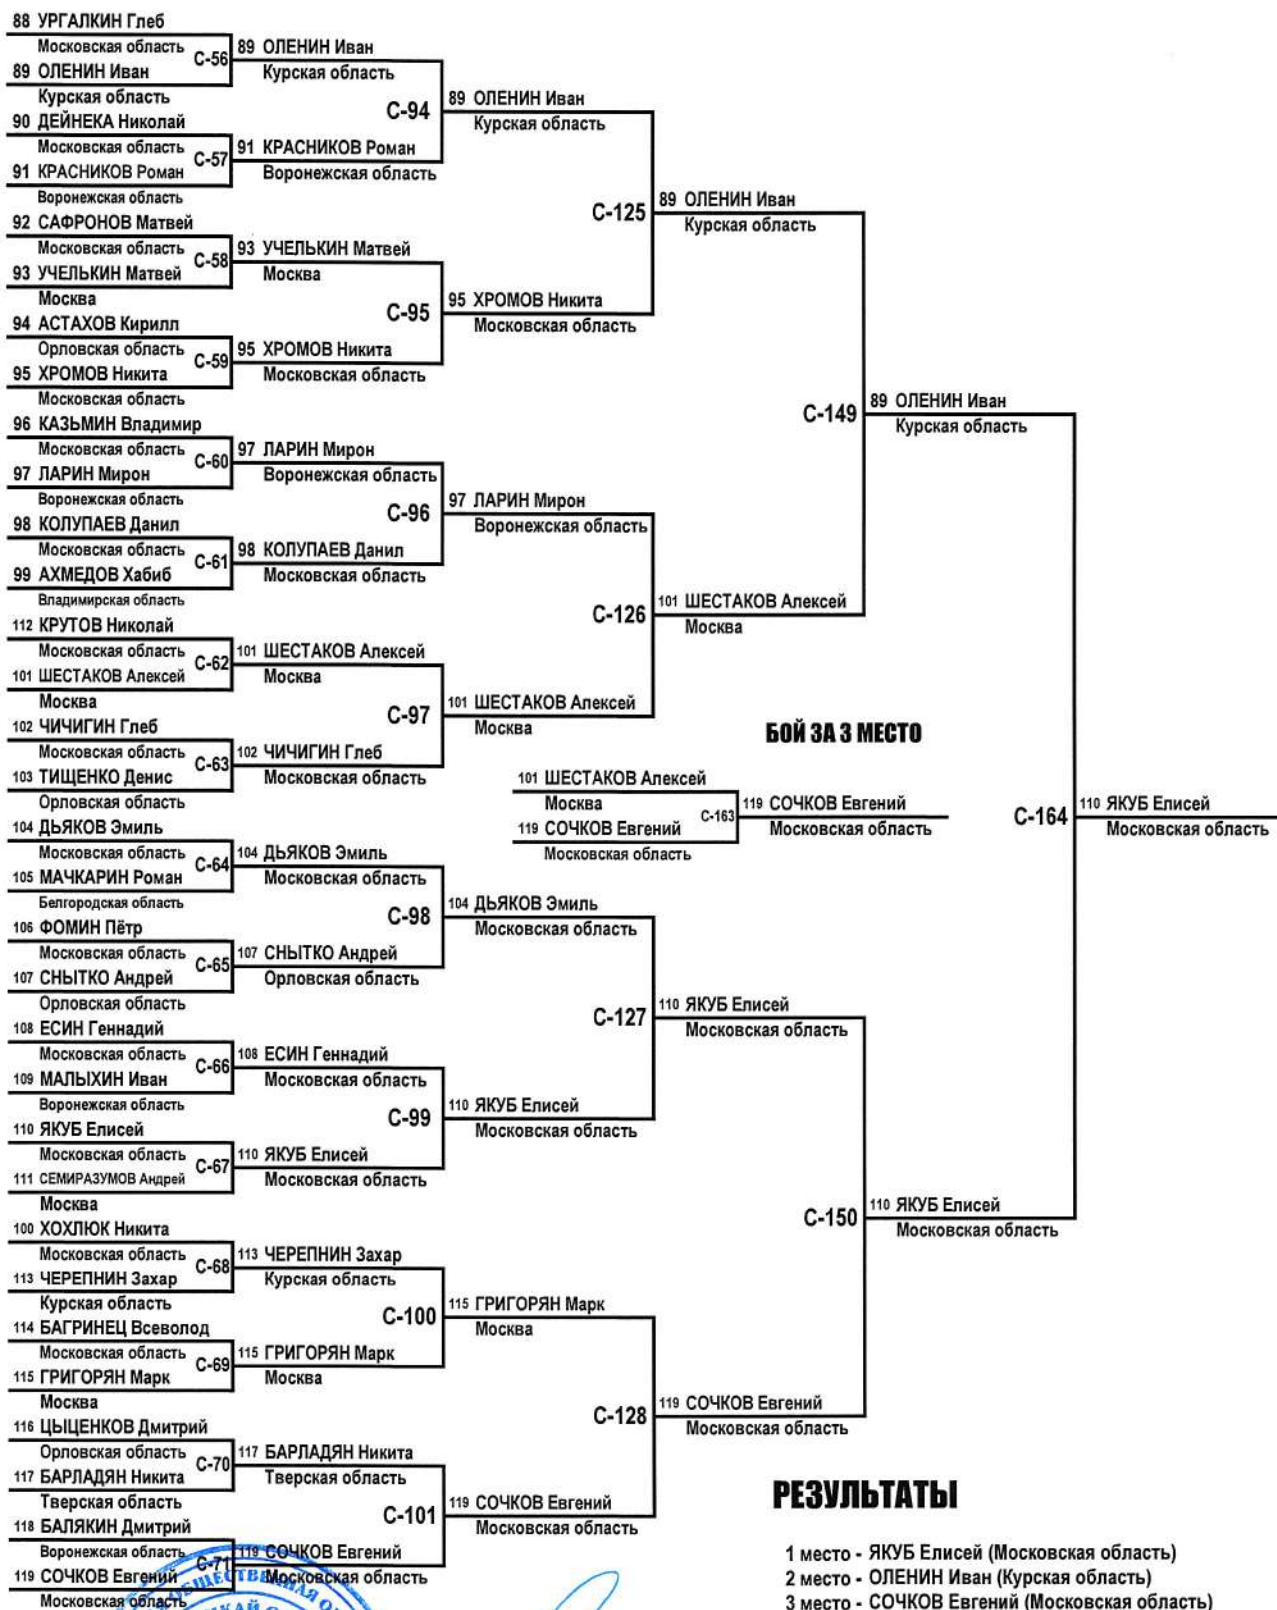 88 УРГАЛКИН Глеб
Московская область
С-56
89 ОЛЕНИН Иван
Курская область
90 ДЕЙНЕКА Николай
Московская область
С-57
91 КРАСНИКОВ Роман
Воронежская область
92 САФРОНОВ Матвей
Московская область
С-58
93 УЧЕЛЬКИН Матвей
Москва
94 АСТАХОВ Кирилл
Орловская область
С-59
95 ХРОМОВ Никита
Московская область
96 КАЗЬМИН Владимир
Московская область
С-60
97 ЛАРИН Мирон
Воронежская область
98 КОЛУПАЕВ Данил
Московская область
С-61
99 АХМЕДОВ Хабиб
Владимирская область
112 КРУТОВ Николай
Московская область
С-62
101 ШЕСТАКОВ Алексей
Москва
102 ЧИЧИГИН Глеб
Московская область
С-63
103 ТИЩЕНКО Денис
Орловская область
104 ДЬЯКОВ Эмиль
Московская область
С-64
105 МАЧКАРИН Роман
Белгородская область
106 ФОМИН Пётр
Московская область
С-65
107 СНЫТКО Андрей
Орловская область
108 ЕСИН Геннадий
Московская область
С-66
109 МАЛЫХИН Иван
Воронежская область
110 ЯКУБ Елисей
Московская область
С-67
111 СЕМИРАЗУМОВ Андрей
Москва
100 ХОХЛЮК Никита
Московская область
С-68
113 ЧЕРЕПНИН Захар
Курская область
114 БАГРИНЕЦ Всеволод
Московская область
С-69
115 ГРИГОРЯН Марк
Москва
116 ЦЫЦЕНКОВ Дмитрий
Орловская область
С-70
117 БАРЛАДЯН Никита
Тверская область
118 БАЛЯКИН Дмитрий
Воронежская область
С-71
119 СОЧКОВ Евгений
Московская область
89 ОЛЕНИН Иван
Курская область
С-94
91 КРАСНИКОВ Роман
Воронежская область
93 УЧЕЛЬКИН Матвей
Москва
С-95
95 ХРОМОВ Никита
Московская область
97 ЛАРИН Мирон
Воронежская область
С-96
98 КОЛУПАЕВ Данил
Московская область
101 ШЕСТАКОВ Алексей
Москва
С-97
102 ЧИЧИГИН Глеб
Московская область
104 ДЬЯКОВ Эмиль
Московская область
С-98
107 СНЫТКО Андрей
Орловская область
108 ЕСИН Геннадий
Московская область
С-99
110 ЯКУБ Елисей
Московская область
113 ЧЕРЕПНИН Захар
Курская область
С-100
115 ГРИГОРЯН Марк
Москва
117 БАРЛАДЯН Никита
Тверская область
С-101
119 СОЧКОВ Евгений
Московская область
89 ОЛЕНИН Иван
Курская область
С-125
95 ХРОМОВ Никита
Московская область
97 ЛАРИН Мирон
Воронежская область
С-126
101 ШЕСТАКОВ Алексей
Москва
104 ДЬЯКОВ Эмиль
Московская область
С-127
110 ЯКУБ Елисей
Московская область
115 ГРИГОРЯН Марк
Москва
С-128
119 СОЧКОВ Евгений
Московская область
89 ОЛЕНИН Иван
Курская область
С-149
101 ШЕСТАКОВ Алексей
Москва
110 ЯКУБ Елисей
Московская область
С-150
119 СОЧКОВ Евгений
Московская область
89 ОЛЕНИН Иван
Курская область
С-164
110 ЯКУБ Елисей
Московская область
110 ЯКУБ Елисей
Московская область
БОЙ ЗА 3 МЕСТО
101 ШЕСТАКОВ Алексей
Москва
С-163
119 СОЧКОВ Евгений
Московская область
119 СОЧКОВ Евгений
Московская область
РЕЗУЛЬТАТЫ
1 место - ЯКУБ Елисей (Московская область)
2 место - ОЛЕНИН Иван (Курская область)
3 место - СОЧКОВ Евгений (Московская область)
ОБЩЕСТВЕННАЯ